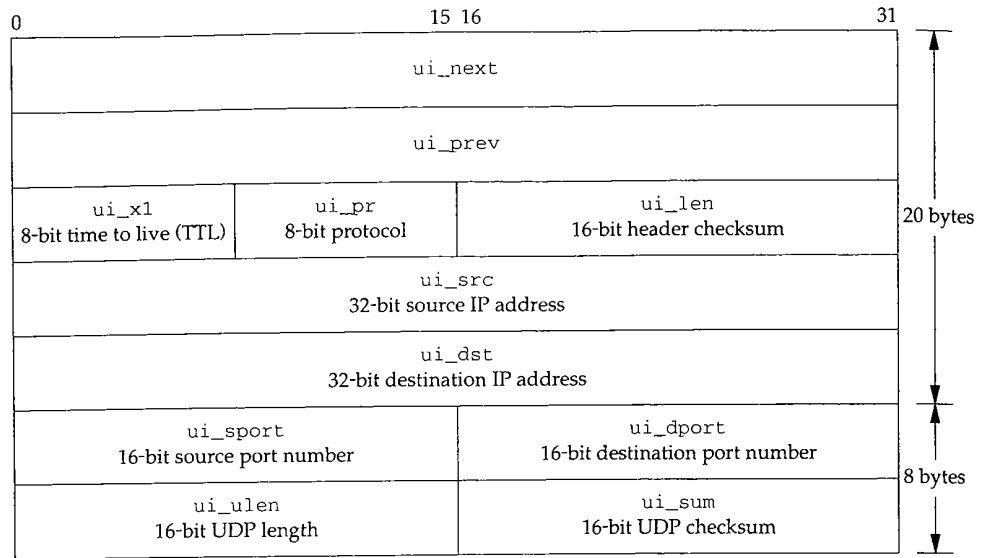 0 15 16 31
ui_next
ui_prev
ui_x1
8-bit time to live (TTL)
ui_pr
8-bit protocol
ui_len
16-bit header checksum
20 bytes
ui_src
32-bit source IP address
ui_dst
32-bit destination IP address
ui_sport
16-bit source port number
ui_dport
16-bit destination port number
8 bytes
ui_ulen
16-bit UDP length
ui_sum
16-bit UDP checksum